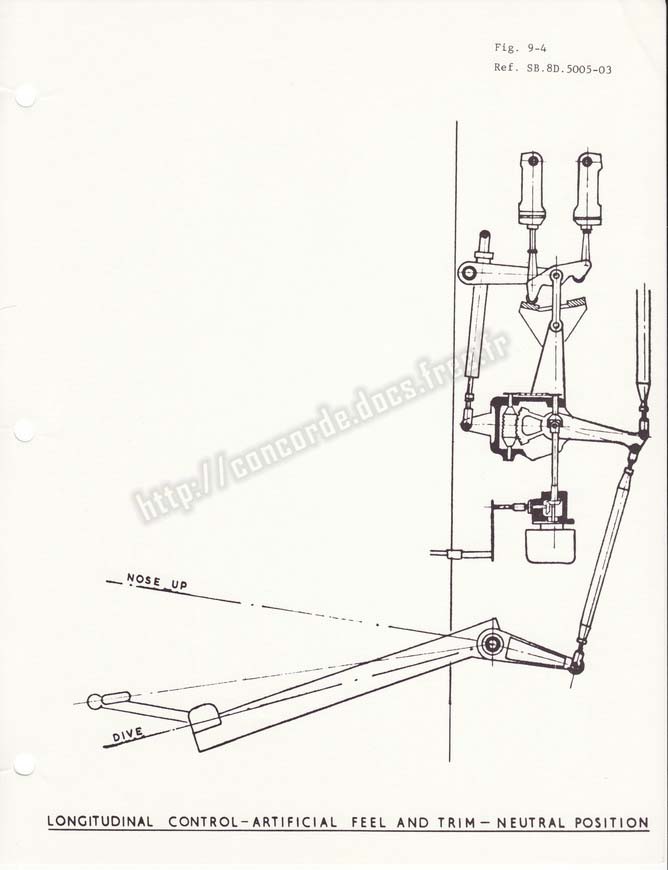 Fig. 9-4
Ref. SB.8D.5005-03
http://concorde.docs.free.fr
NOSE UP
DIVE
LONGITUDINAL CONTROL-ARTIFICIAL FEEL AND TRIM-NEUTRAL POSITION